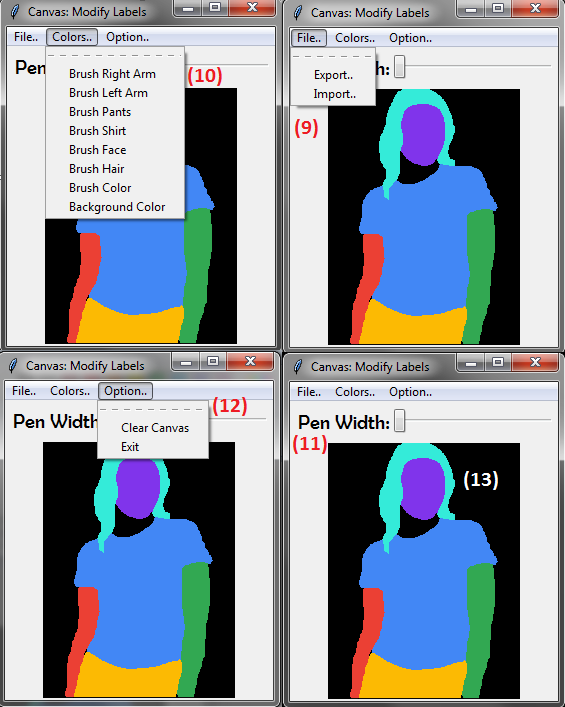 Canvas: Modify Labels
File.. Colors.. Option..
Pen
(10)
Brush Right Arm
Brush Left Arm
Brush Pants
Brush Shirt
Brush Face
Brush Hair
Brush Color
Background Color
Canvas: Modify Labels
File.. Colors.. Option..
h:
Export..
Import..
(9)
Canvas: Modify Labels
File.. Colors.. Option..
(12)
Pen Width
Clear Canvas
Exit
Canvas: Modify Labels
File.. Colors.. Option..
Pen Width:
(11)
(13)